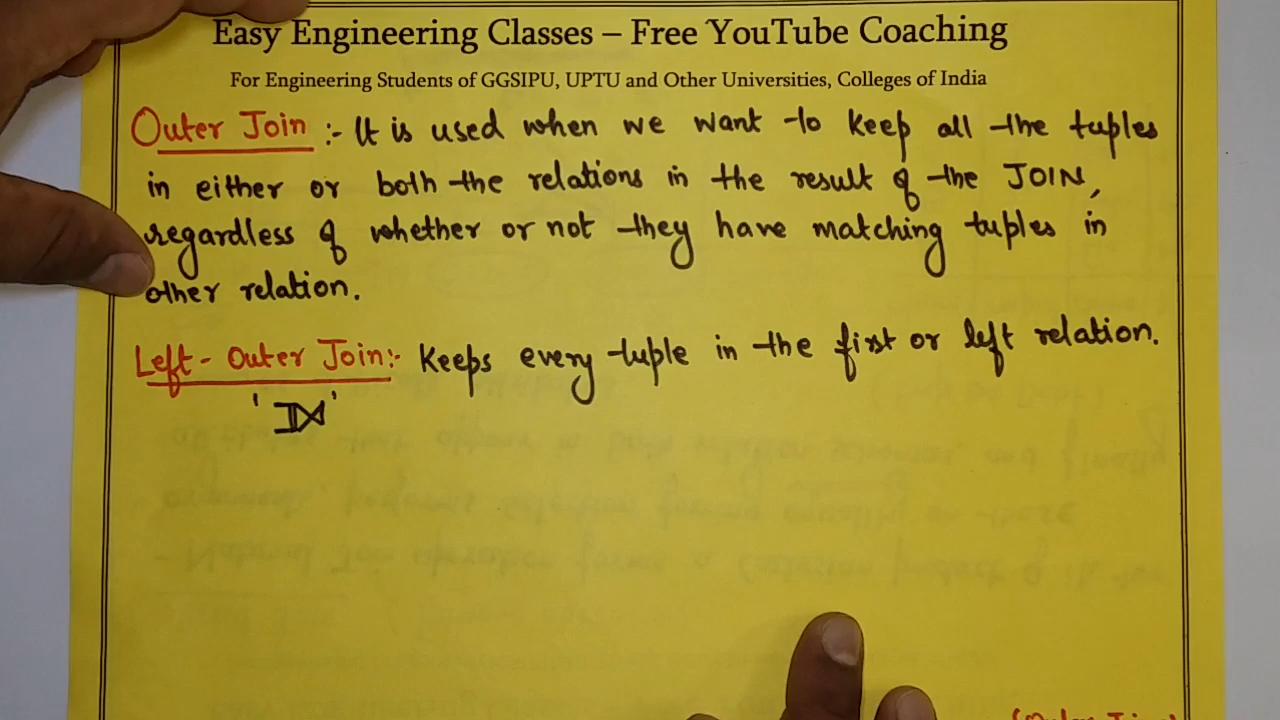 Easy Engineering Classes – Free YouTube Coaching
For Engineering Students of GGSIPU, UPTU and Other Universities, Colleges of India
Outer Join :- It is used when we want to keep all the tuples
in either or both the relations in the result of the JOIN,
regardless of whether or not they have matching tuples in
other relation.
Left - Outer Join:- Keeps every tuple in the first or left relation.
'⟕'
(Outer Join)